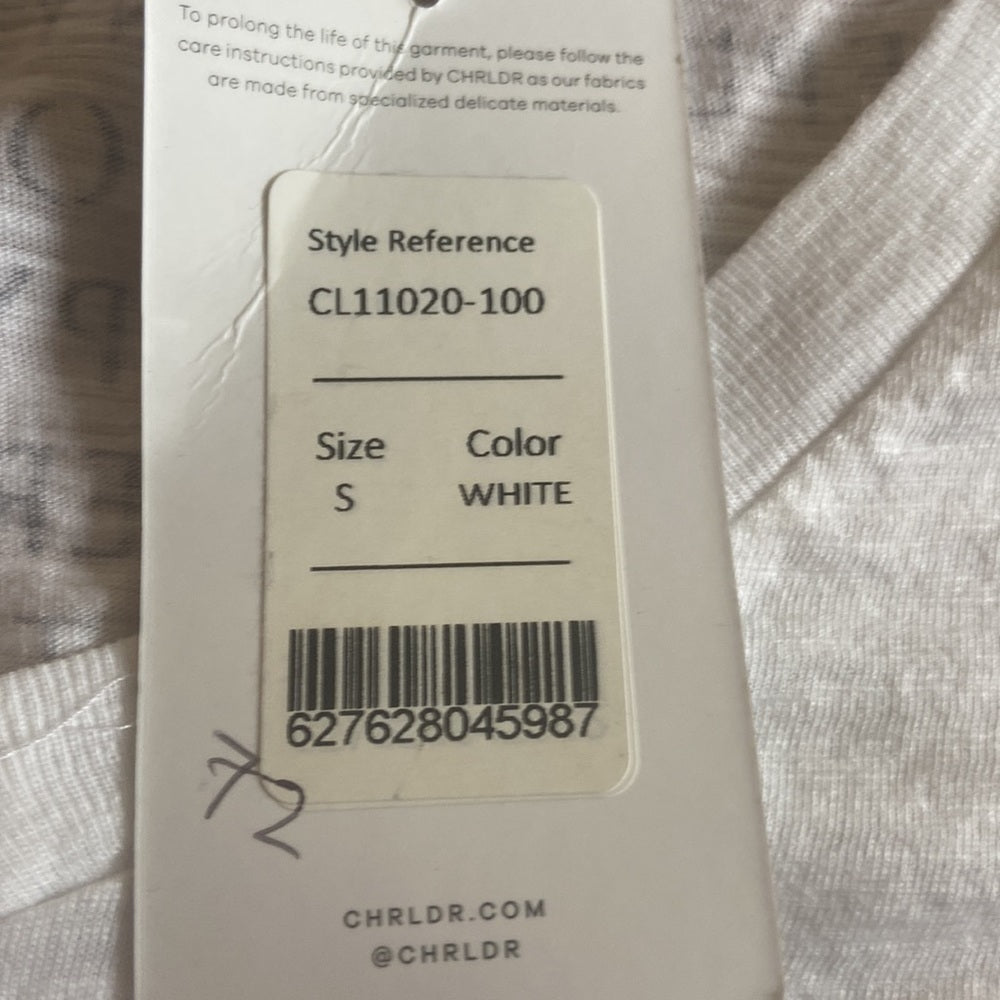 To prolong the life of this garment, please follow the
care instructions provided by CHRLDR as our fabrics
are made from specialized delicate materials.
Style Reference
CL11020-100
Size Color
S WHITE
627628045987
72
CHRLDR.COM
@CHRLDR